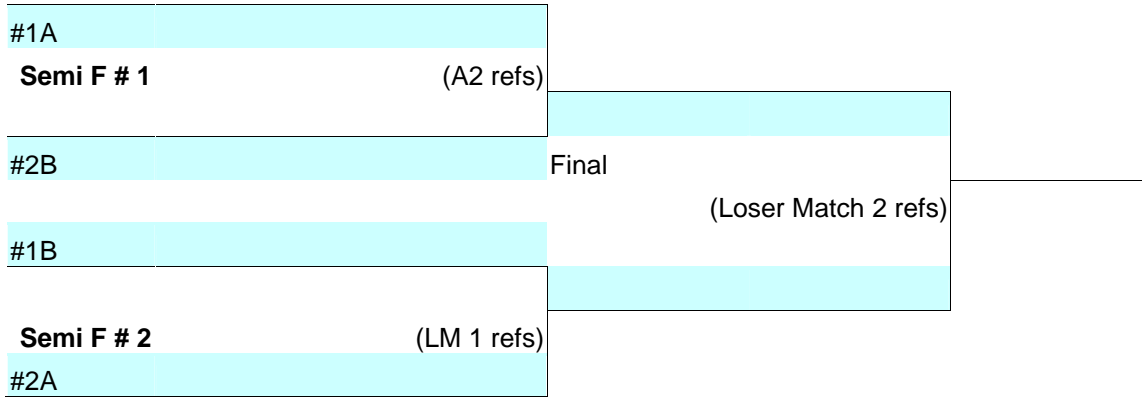 #1A
Semi F # 1 (A2 refs)
#2B
Final
(Loser Match 2 refs)
#1B
Semi F # 2 (LM 1 refs)
#2A